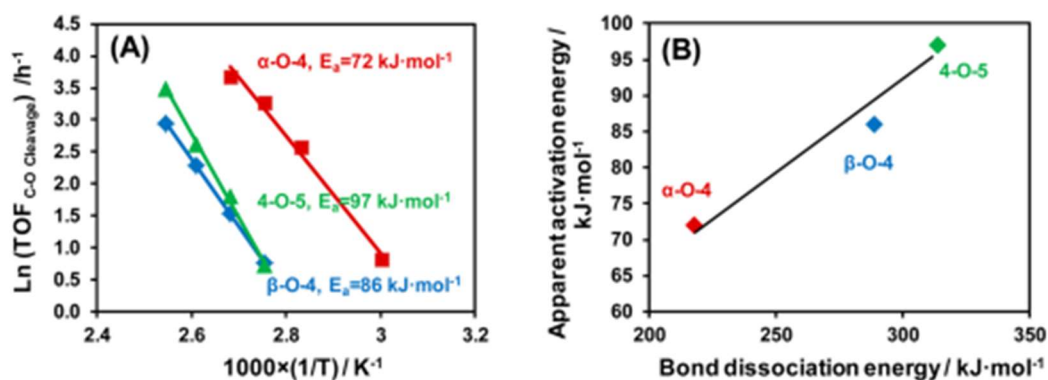 (A)
Ln (TOF C-O Cleavage) /h-1
4.5
4.0
3.5
3.0
2.5
2.0
1.5
1.0
0.5
0.0
α-O-4, Ea=72 kJ·mol-1
4-O-5, Ea=97 kJ·mol-1
β-O-4, Ea=86 kJ·mol-1
2.4 2.6 2.8 3 3.2
1000×(1/T) / K-1
(B)
Apparent activation energy /
kJ·mol-1
100
95
90
85
80
75
70
65
60
4-O-5
β-O-4
α-O-4
200 250 300 350
Bond dissociation energy / kJ·mol-1